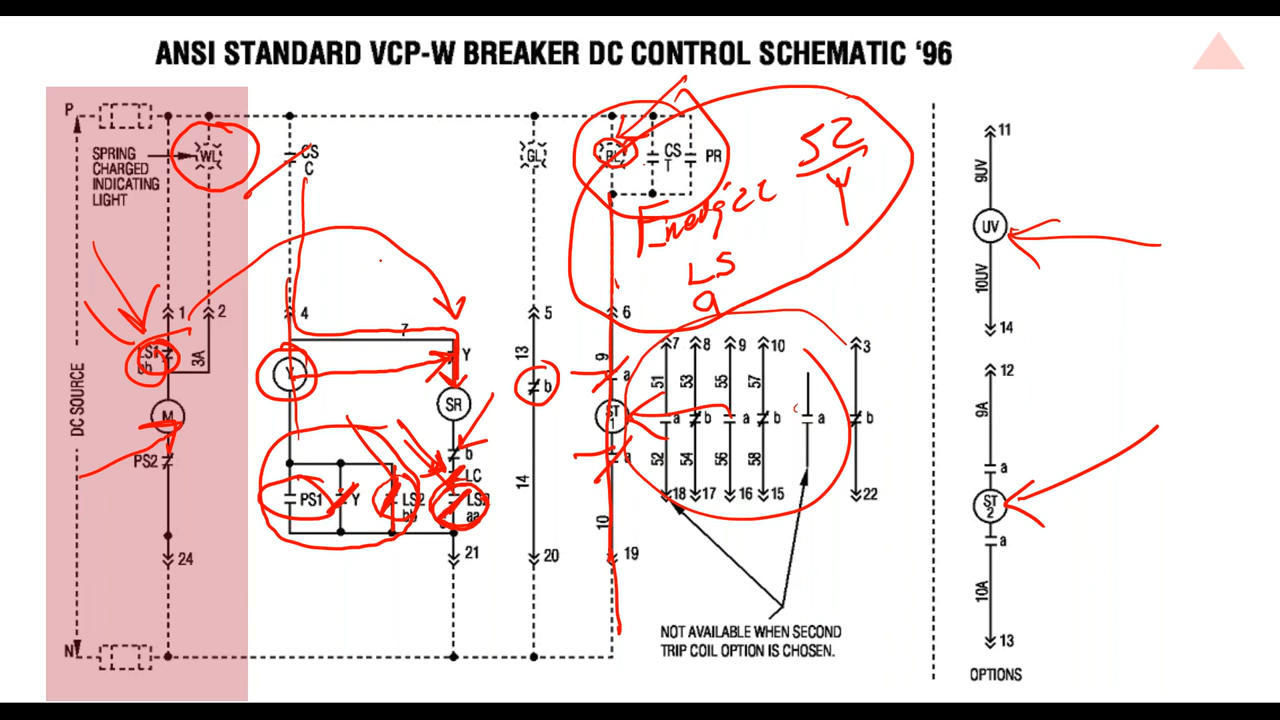 ANSI STANDARD VCP-W BREAKER DC CONTROL SCHEMATIC ‘96
P
SPRING
CHARGED
INDICATING
LIGHT
WL
CS
C
GL
RL
CS
T
PR
52
Y
Energize
LS
9
11
9UV
UV
10UV
14
1
2
4
5
6
7
LS1
bb
3A
Y
Y
13
b
9
a
7
8
9
10
3
51
53
55
57
DC SOURCE
M
SR
ST
1
a
b
a
b
a
b
12
9A
PS2
b
LC
a
52
54
56
58
a
PS1
Y
LS2
bb
aa
14
18
17
16
15
22
ST
2
a
10
24
21
20
19
10A
N
NOT AVAILABLE WHEN SECOND
TRIP COIL OPTION IS CHOSEN.
13
OPTIONS